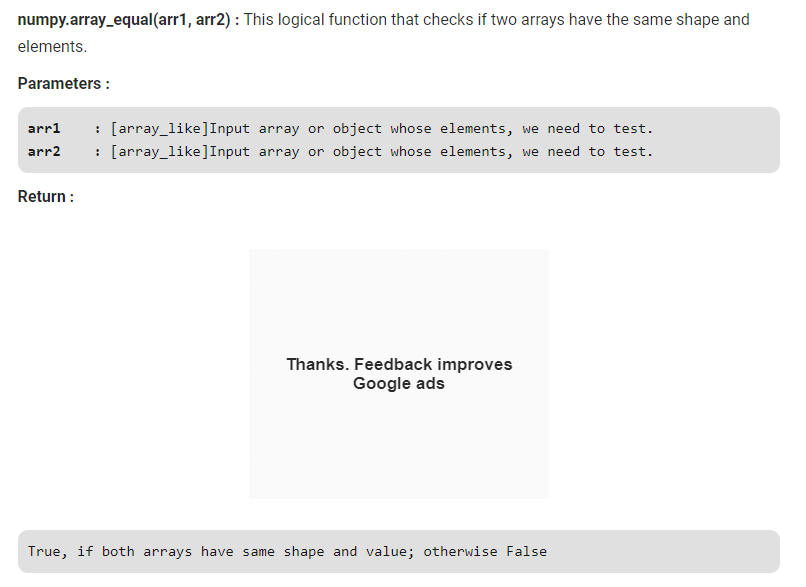 numpy.array_equal(arr1, arr2) : This logical function that checks if two arrays have the same shape and
elements.
Parameters :
arr1    : [array_like]Input array or object whose elements, we need to test.
arr2    : [array_like]Input array or object whose elements, we need to test.
Return :
Thanks. Feedback improves
Google ads
True, if both arrays have same shape and value; otherwise False